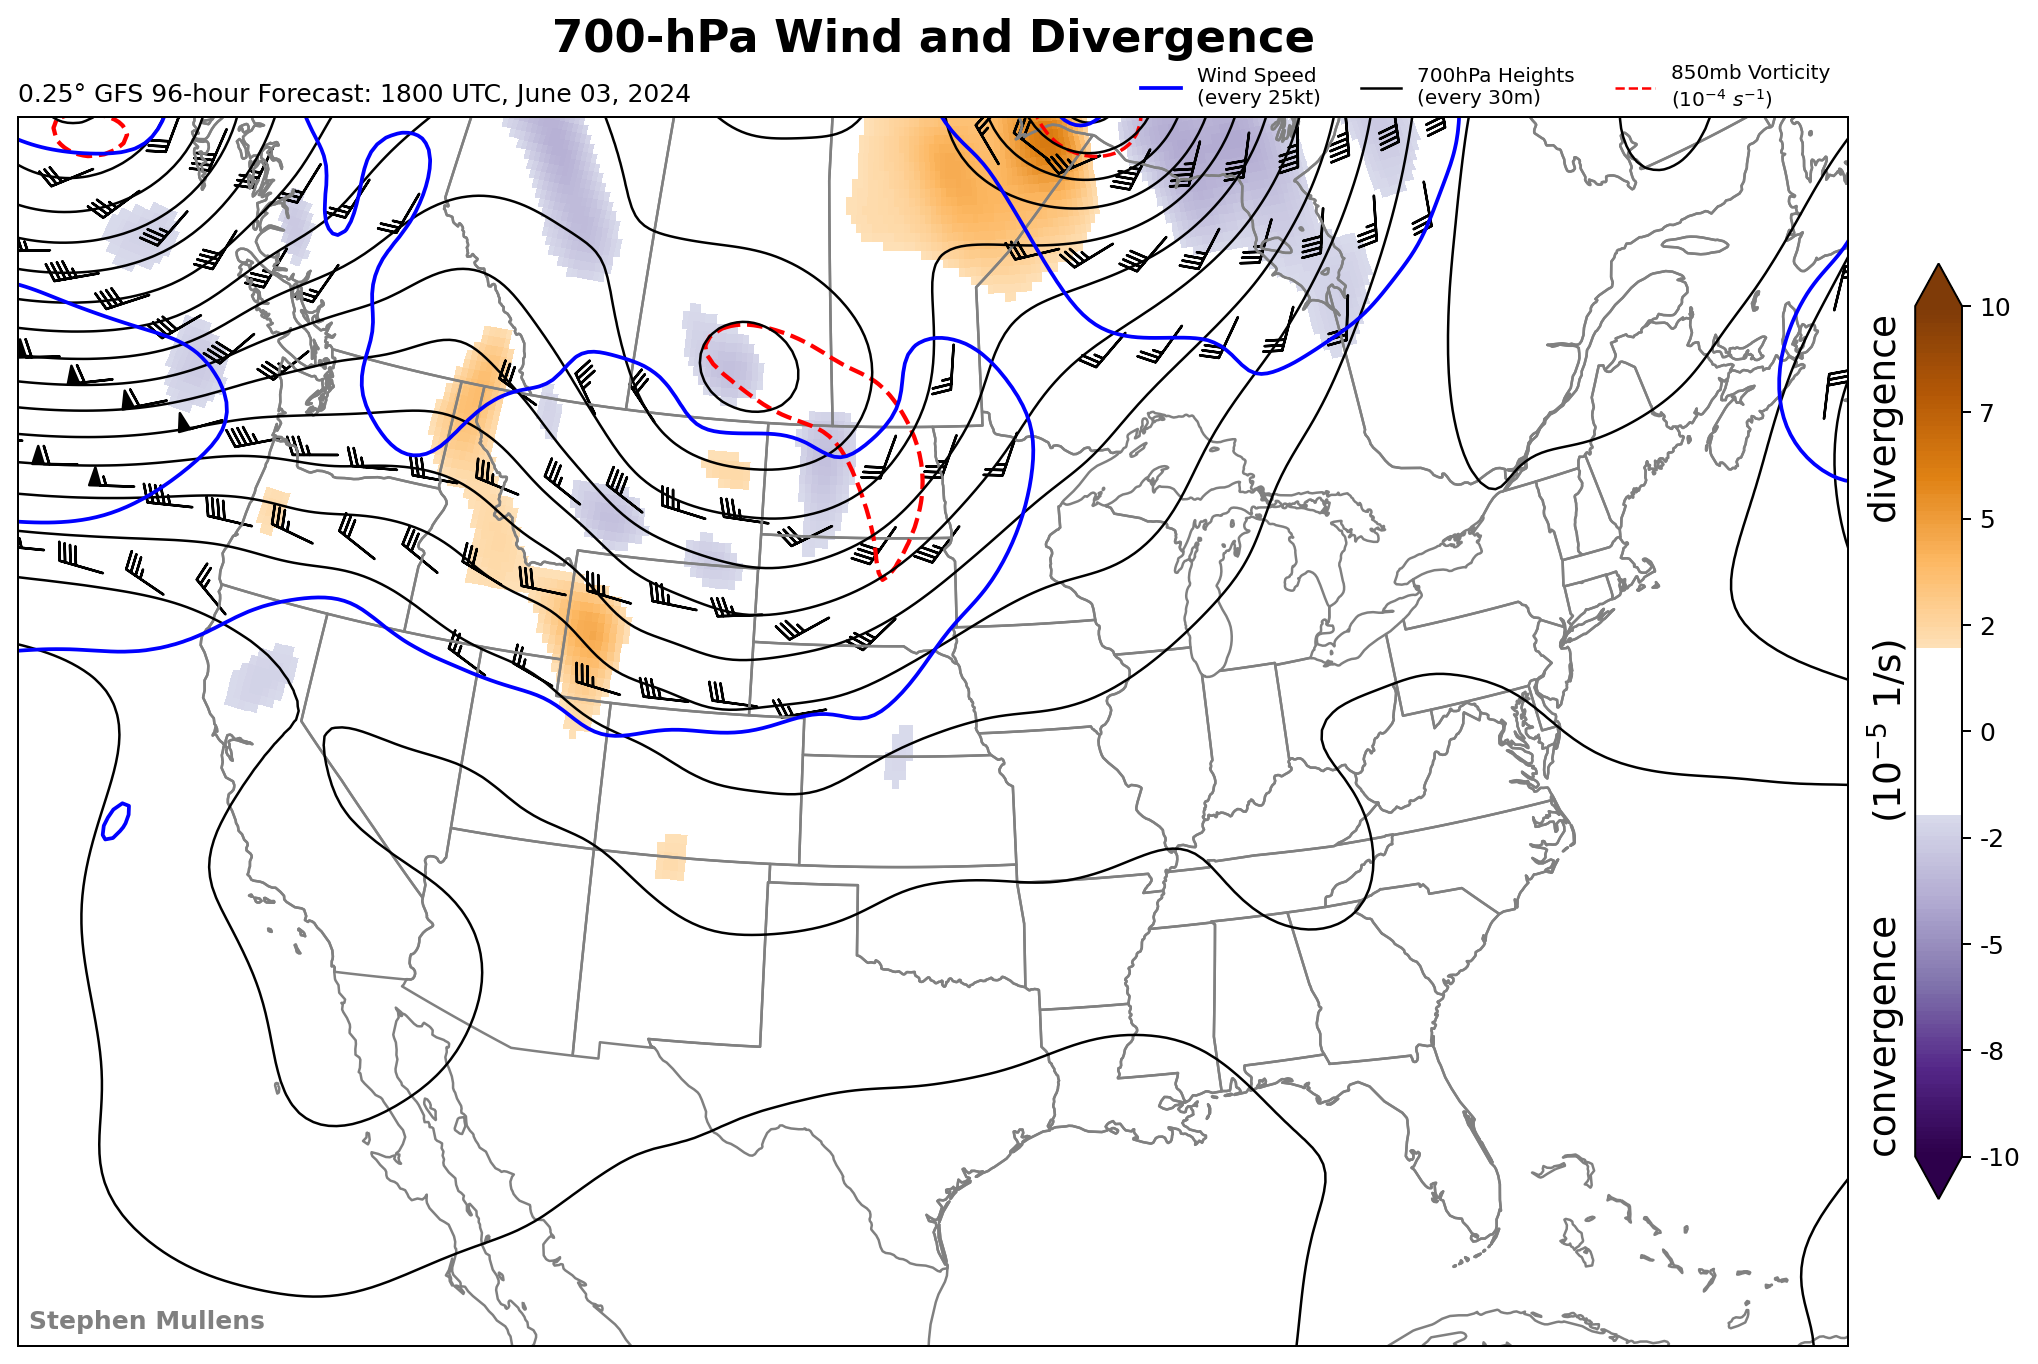 700-hPa Wind and Divergence
0.25° GFS 96-hour Forecast: 1800 UTC, June 03, 2024
Wind Speed
(every 25kt)
700hPa Heights
(every 30m)
850mb Vorticity
(10⁻⁴ s⁻¹)
10
7
5
2
0
-2
-5
-8
-10
convergence (10⁻⁵ 1/s) divergence
Stephen Mullens